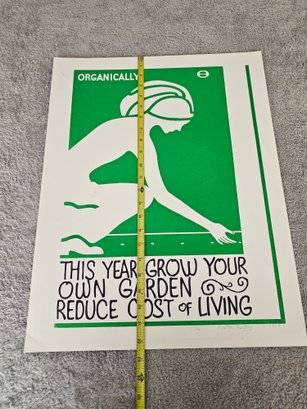 ORGANICALLY
THIS YEAR GROW YOUR
OWN GARDEN
REDUCE COST of LIVING